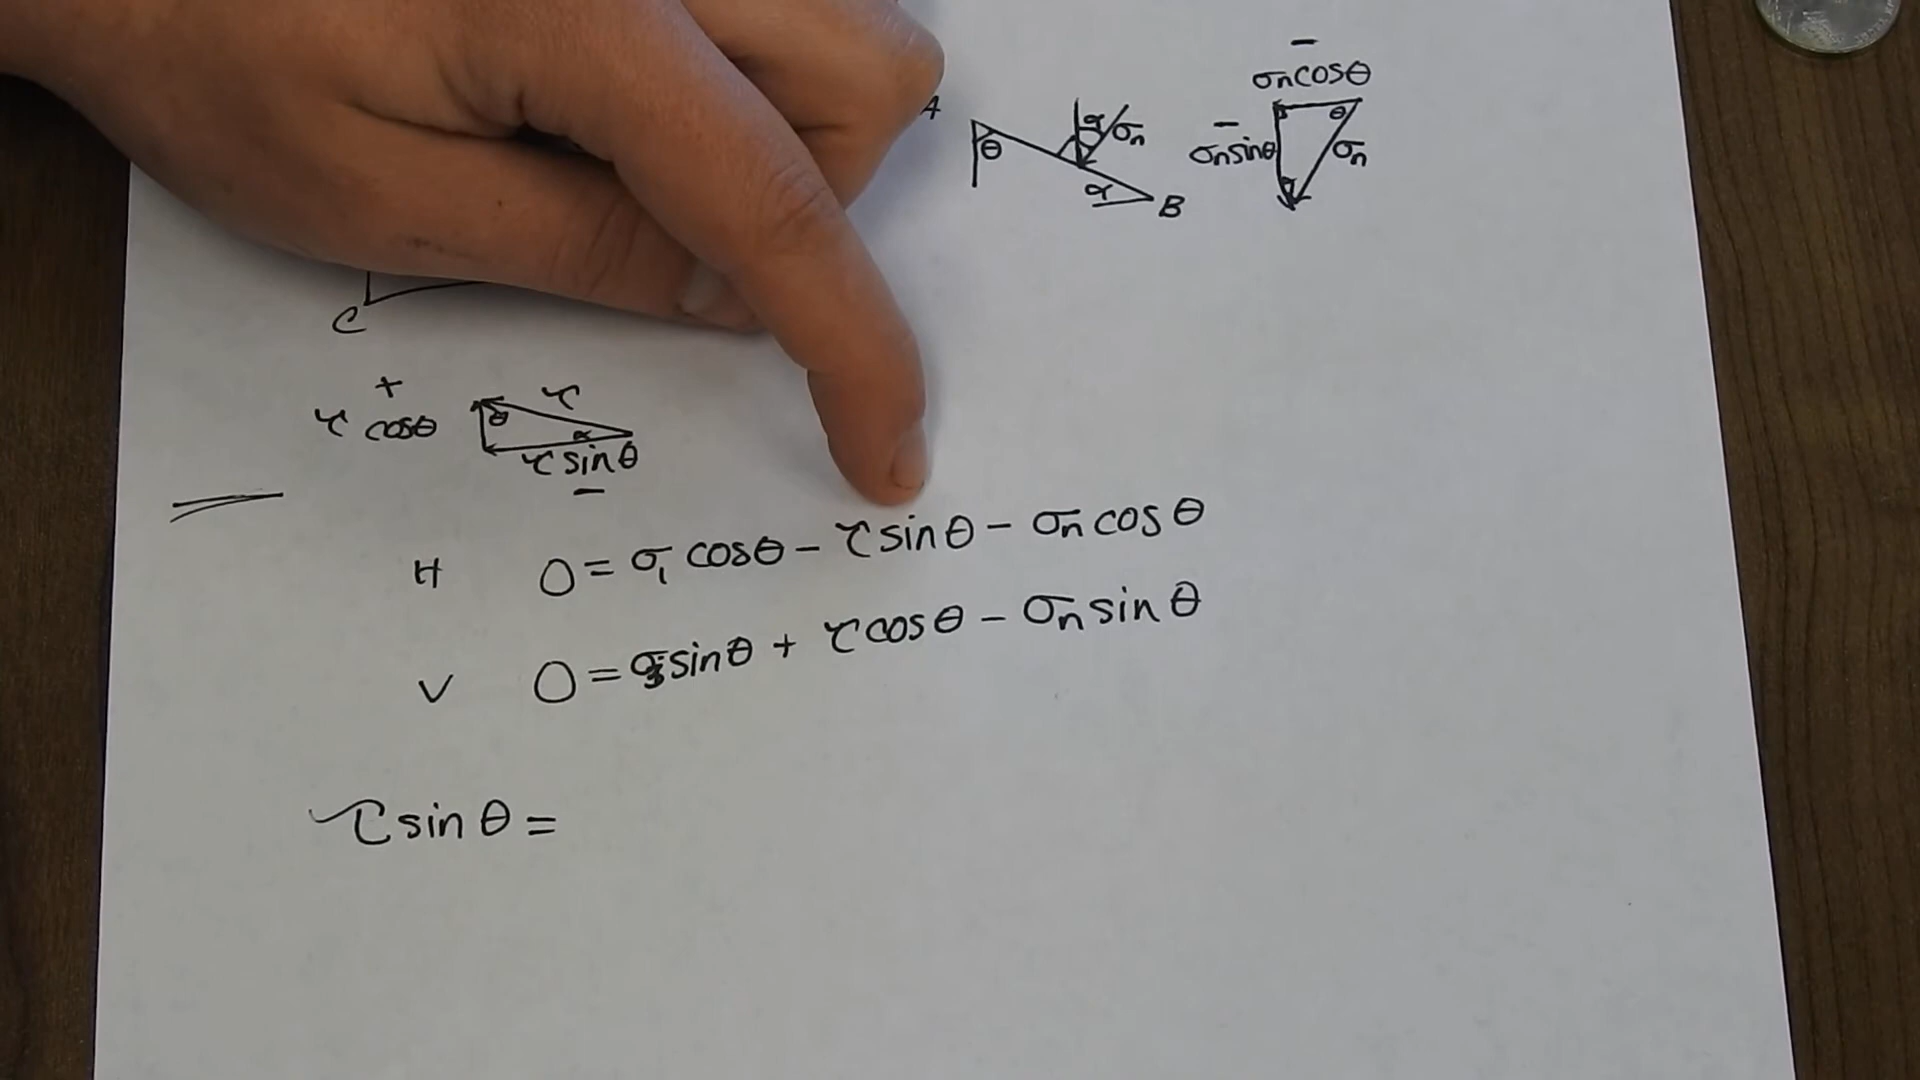 A
θ
α
σn
α
B
−
σn cosθ
−
σn sinθ
θ
σn
C
+
τ cosθ
θ
τ
α
τ sinθ
−
H 0 = σ₁ cosθ − τ sinθ − σn cosθ
V 0 = σ₃ sinθ + τ cosθ − σn sinθ
τ sinθ =